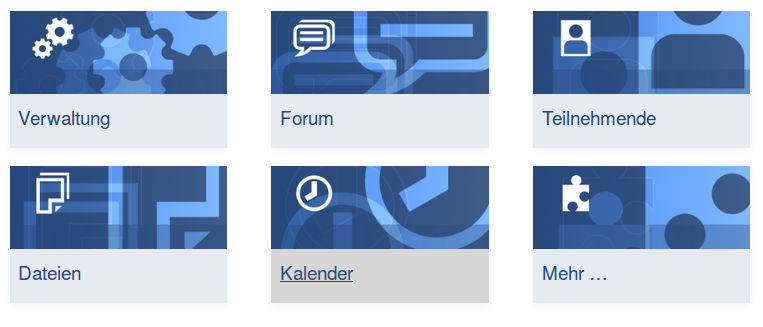 Verwaltung
Forum
Teilnehmende
Dateien
Kalender
Mehr …